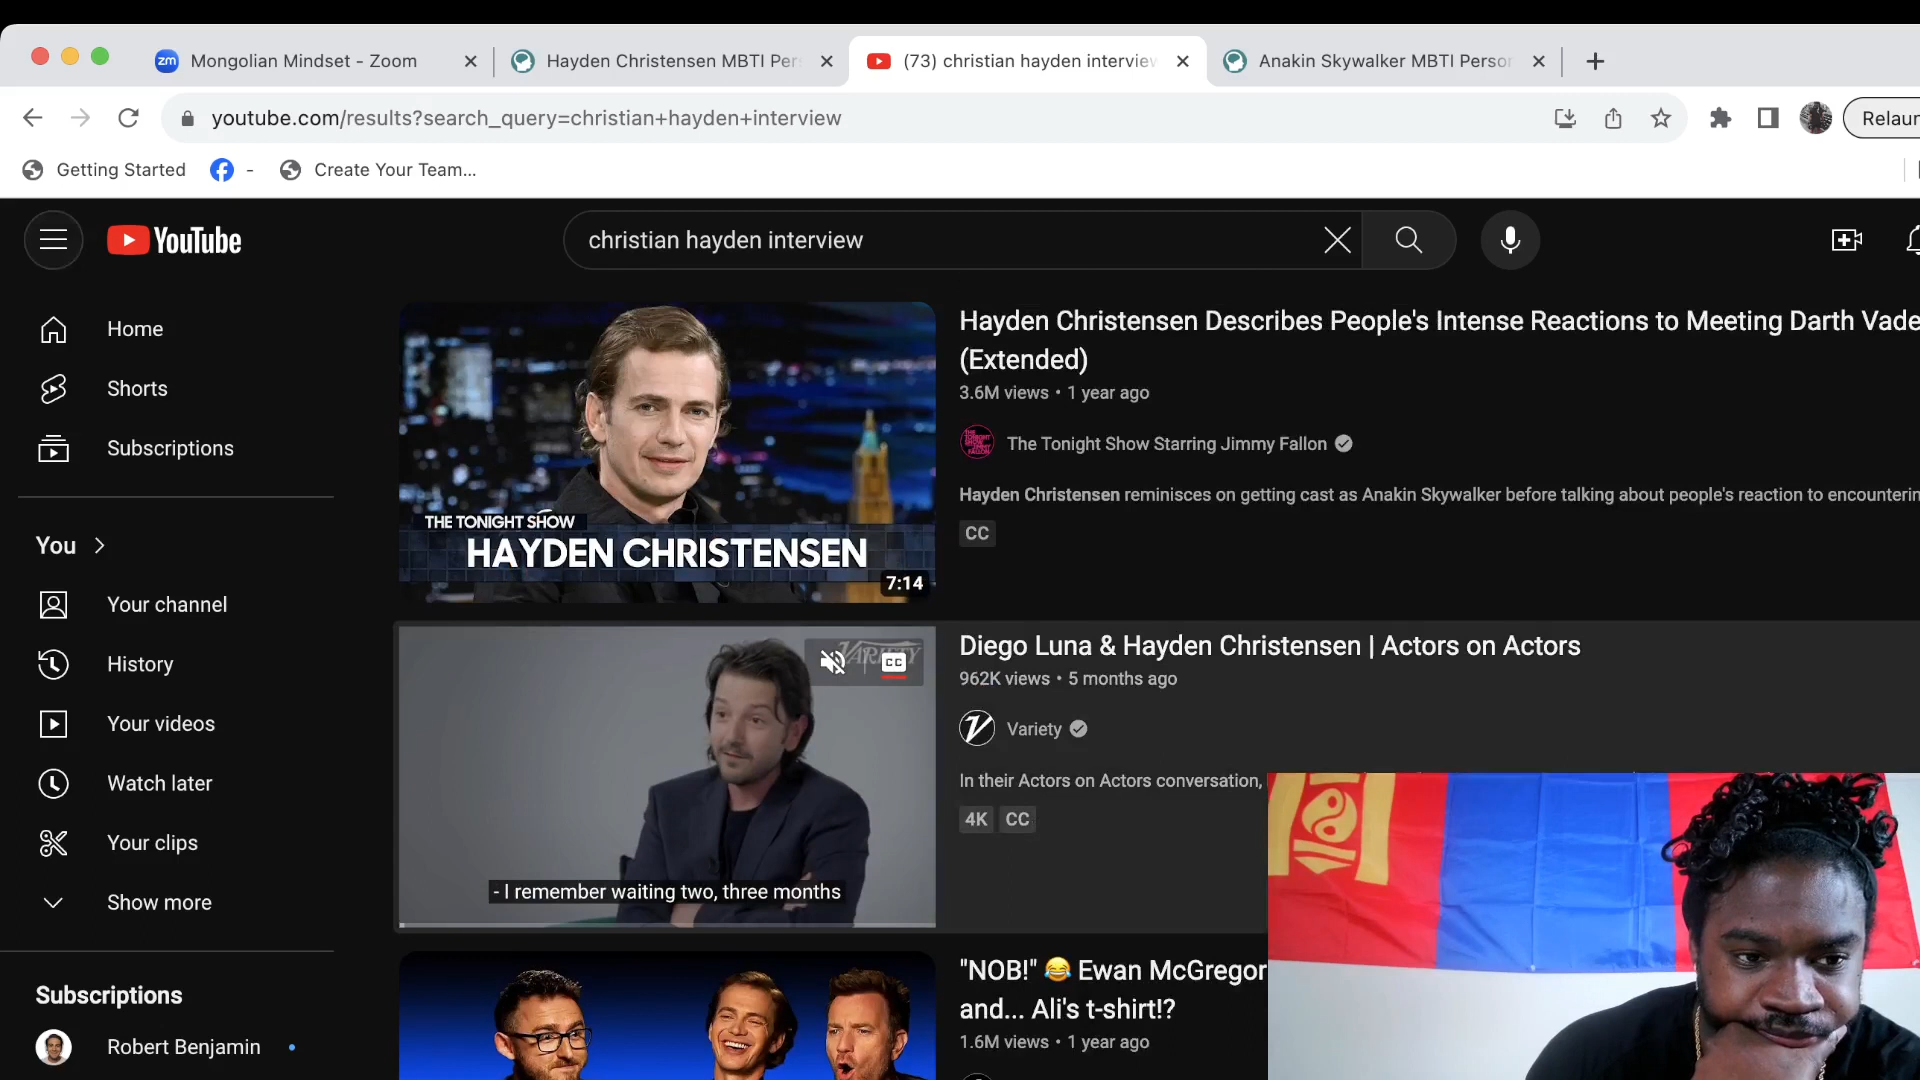 Mongolian Mindset - Zoom
Hayden Christensen MBTI Per
(73) christian hayden interview
Anakin Skywalker MBTI Person
youtube.com/results?search_query=christian+hayden+interview
Relaun
Getting Started
-
Create Your Team...
YouTube
christian hayden interview
Home
Shorts
Subscriptions
You
Your channel
History
Your videos
Watch later
Your clips
Show more
Subscriptions
Robert Benjamin
THE TONIGHT SHOW
HAYDEN CHRISTENSEN
7:14
Hayden Christensen Describes People's Intense Reactions to Meeting Darth Vade
(Extended)
3.6M views • 1 year ago
The Tonight Show Starring Jimmy Fallon
Hayden Christensen reminisces on getting cast as Anakin Skywalker before talking about people's reaction to encounterin
CC
VARIETY
CC
- I remember waiting two, three months
Diego Luna & Hayden Christensen | Actors on Actors
962K views • 5 months ago
Variety
In their Actors on Actors conversation,
4K CC
"NOB!" 😂 Ewan McGregor
and... Ali's t-shirt!?
1.6M views • 1 year ago